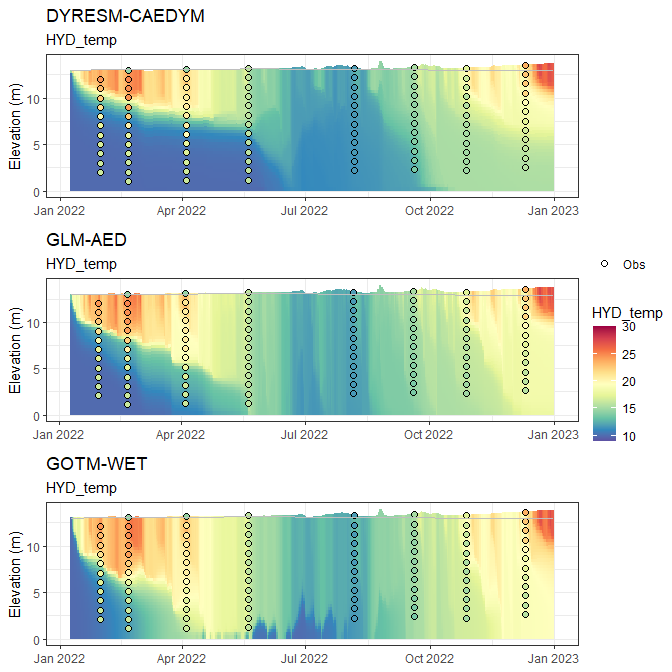 DYRESM-CAEDYM
HYD_temp
Elevation (m)
10
5
0
Jan 2022
Apr 2022
Jul 2022
Oct 2022
Jan 2023
GLM-AED
HYD_temp
Elevation (m)
10
5
0
Jan 2022
Apr 2022
Jul 2022
Oct 2022
Jan 2023
GOTM-WET
HYD_temp
Elevation (m)
10
5
0
Jan 2022
Apr 2022
Jul 2022
Oct 2022
Jan 2023
Obs
HYD_temp
30
25
20
15
10